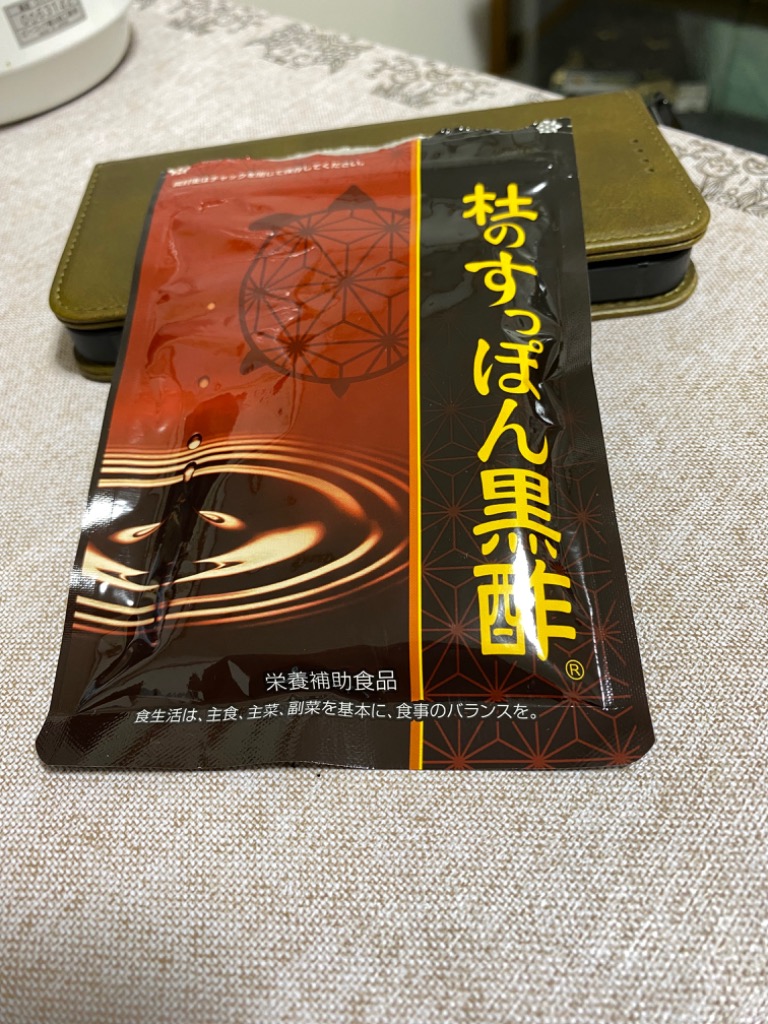 開封後はチャックを閉じて保存してください。
杜のすっぽん黒酢
®
栄養補助食品
食生活は、主食、主菜、副菜を基本に、食事のバランスを。